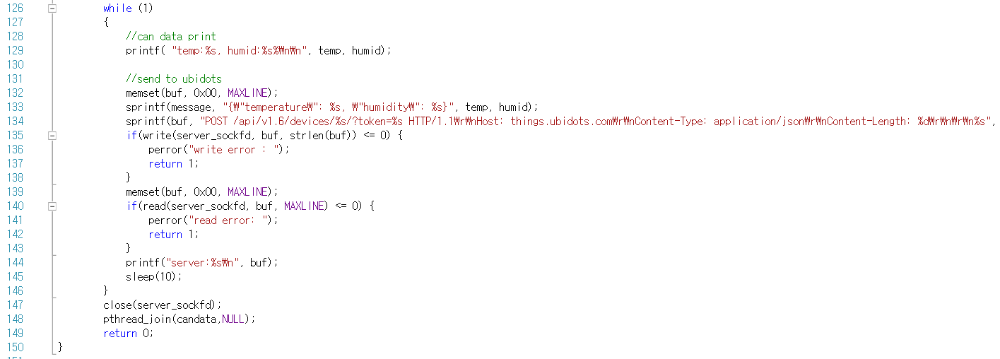 126 while (1)
127 {
128 //can data print
129 printf( "temp:%s, humid:%s%₩n₩n", temp, humid);
130
131 //send to ubidots
132 memset(buf, 0x00, MAXLINE);
133 sprintf(message, "{₩"temperature₩": %s, ₩"humidity₩": %s}", temp, humid);
134 sprintf(buf, "POST /api/v1.6/devices/%s/?token=%s HTTP/1.1₩r₩nHost: things.ubidots.com₩r₩nContent-Type: application/json₩r₩nContent-Length: %d₩r₩n₩r₩n%s",
135 if(write(server_sockfd, buf, strlen(buf)) <= 0) {
136 perror("write error : ");
137 return 1;
138 }
139 memset(buf, 0x00, MAXLINE);
140 if(read(server_sockfd, buf, MAXLINE) <= 0) {
141 perror("read error: ");
142 return 1;
143 }
144 printf("server:%s₩n", buf);
145 sleep(10);
146 }
147 close(server_sockfd);
148 pthread_join(candata,NULL);
149 return 0;
150 }